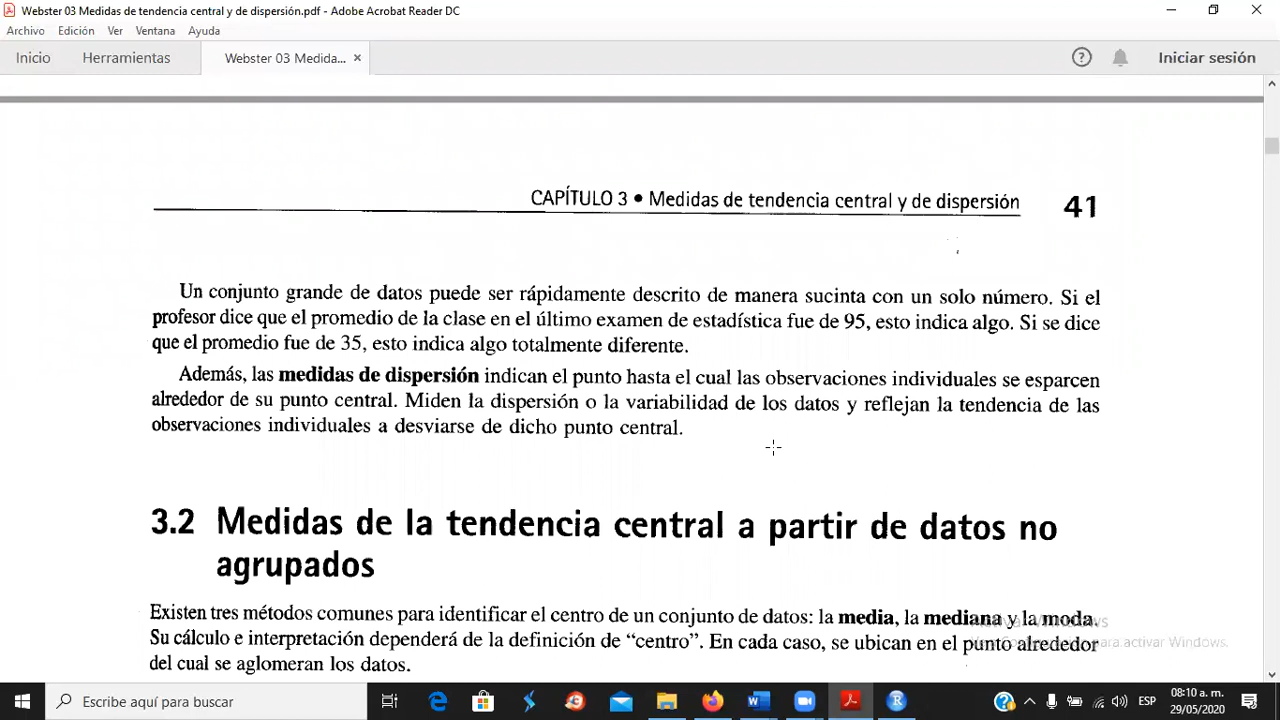 Webster 03 Medidas de tendencia central y de dispersión.pdf - Adobe Acrobat Reader DC
Archivo Edición Ver Ventana Ayuda
Inicio Herramientas Webster 03 Medida... × Iniciar sesión
CAPÍTULO 3 • Medidas de tendencia central y de dispersión 41
Un conjunto grande de datos puede ser rápidamente descrito de manera sucinta con un solo número. Si el
profesor dice que el promedio de la clase en el último examen de estadística fue de 95, esto indica algo. Si se dice
que el promedio fue de 35, esto indica algo totalmente diferente.
Además, las medidas de dispersión indican el punto hasta el cual las observaciones individuales se esparcen
alrededor de su punto central. Miden la dispersión o la variabilidad de los datos y reflejan la tendencia de las
observaciones individuales a desviarse de dicho punto central.
3.2 Medidas de la tendencia central a partir de datos no
agrupados
Existen tres métodos comunes para identificar el centro de un conjunto de datos: la media, la mediana y la moda.
Su cálculo e interpretación dependerá de la definición de “centro”. En cada caso, se ubican en el punto alrededor
del cual se aglomeran los datos.
para activar Windows.
Escribe aquí para buscar
ESP
08:10 a. m.
29/05/2020